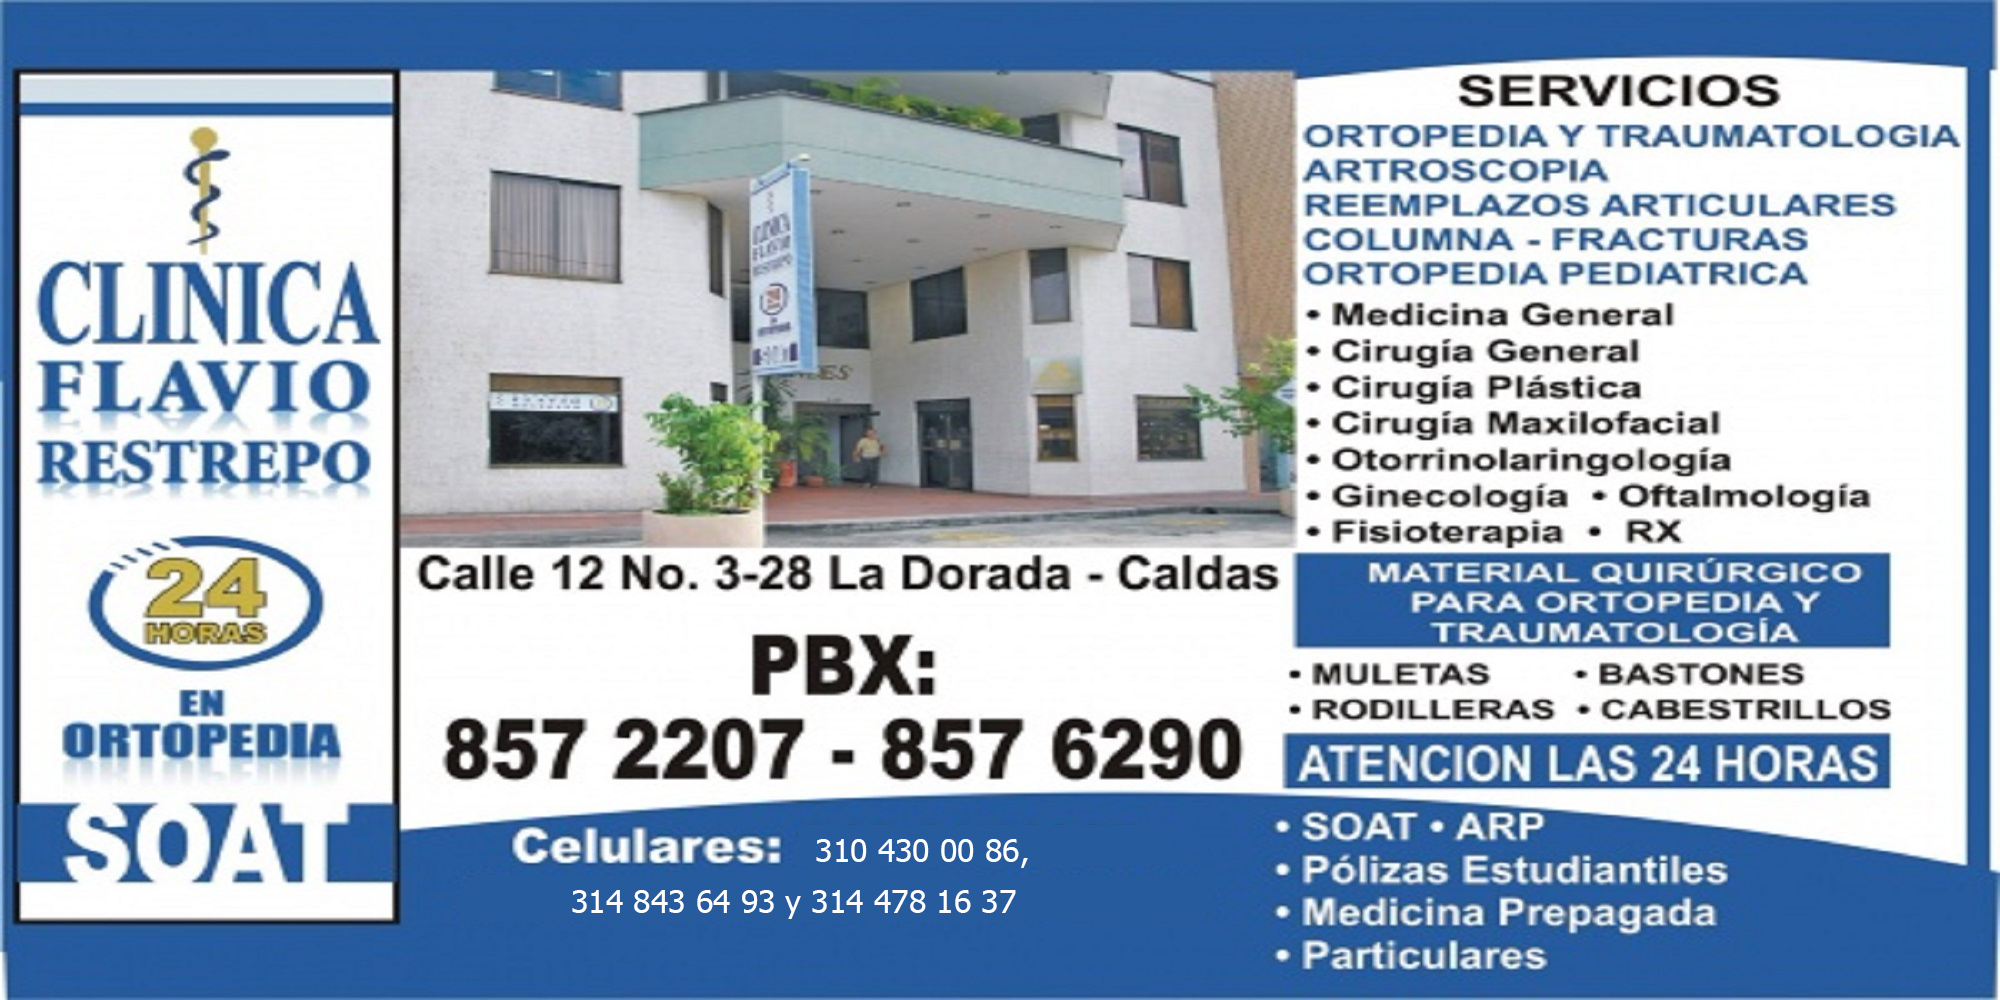 CLINICA
FLAVIO
RESTREPO
24
HORAS
EN
ORTOPEDIA
SOAT
CLINICA
FLAVIO
RESTREPO
24
Calle 12 No. 3-28 La Dorada - Caldas
PBX:
857 2207 - 857 6290
Celulares: 310 430 00 86,
314 843 64 93 y 314 478 16 37
SERVICIOS
ORTOPEDIA Y TRAUMATOLOGIA
ARTROSCOPIA
REEMPLAZOS ARTICULARES
COLUMNA - FRACTURAS
ORTOPEDIA PEDIATRICA
• Medicina General
• Cirugía General
• Cirugía Plástica
• Cirugía Maxilofacial
• Otorrinolaringología
• Ginecología • Oftalmología
• Fisioterapia • RX
MATERIAL QUIRÚRGICO
PARA ORTOPEDIA Y
TRAUMATOLOGÍA
• MULETAS • BASTONES
• RODILLERAS • CABESTRILLOS
ATENCION LAS 24 HORAS
• SOAT • ARP
• Pólizas Estudiantiles
• Medicina Prepagada
• Particulares